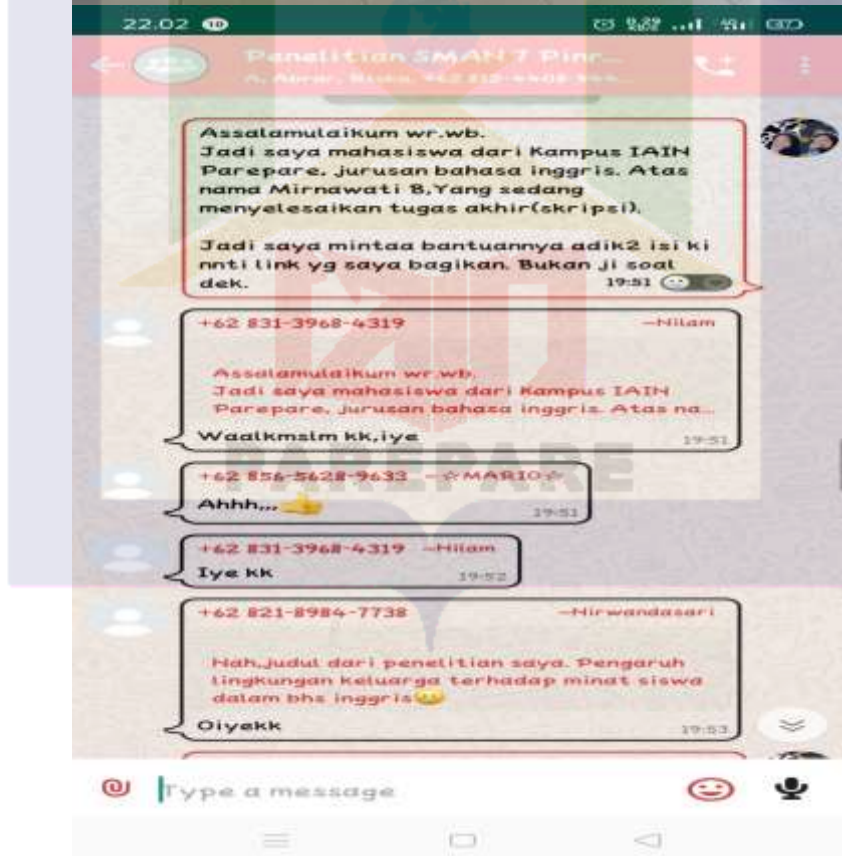 22.02 10
Penelitian SMAN 7 Pinr...
Assalamulaikum wr.wb.
Jadi saya mahasiswa dari Kampus IAIN
Parepare, jurusan bahasa inggris. Atas
nama Mirnawati B,Yang sedang
menyelesaikan tugas akhir(skripsi).
Jadi saya mintaa bantuannya adik2 isi ki
nnti link yg saya bagikan. Bukan ji soal
dek. 19:51
+62 831-3968-4319 ~Nilam
Assalamulaikum wr.wb.
Jadi saya mahasiswa dari Kampus IAIN
Parepare, jurusan bahasa inggris. Atas na...
Waalkmslm kk,iye 19:51
PAREPARE
+62 856-5628-9633 ~☆MARIO☆
Ahhh,,,👍 19:51
+62 831-3968-4319 ~Nilam
Iye kk 19:52
+62 821-8984-7738 ~Nirwandasari
Nah,judul dari penelitian saya. Pengaruh
lingkungan keluarga terhadap minat siswa
dalam bhs inggris
Oiyekk 19:53
Type a message